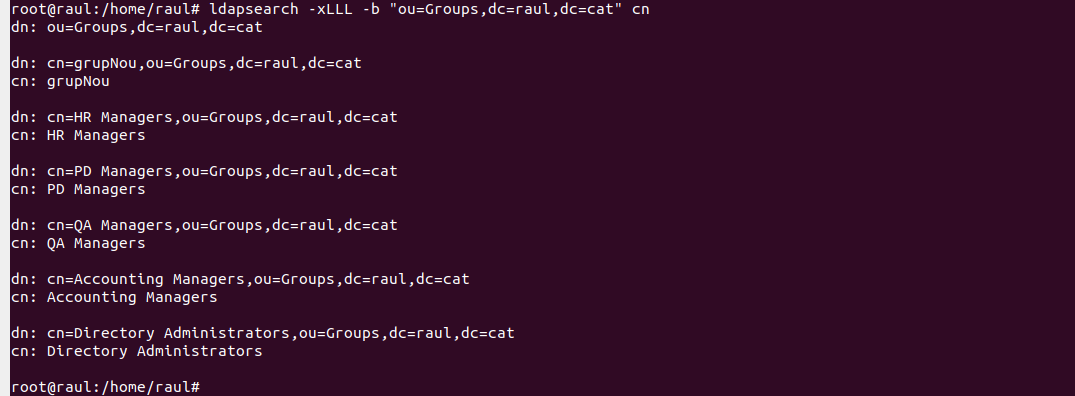 root@raul:/home/raul# ldapsearch -xLLL -b "ou=Groups,dc=raul,dc=cat" cn
dn: ou=Groups,dc=raul,dc=cat

dn: cn=grupNou,ou=Groups,dc=raul,dc=cat
cn: grupNou

dn: cn=HR Managers,ou=Groups,dc=raul,dc=cat
cn: HR Managers

dn: cn=PD Managers,ou=Groups,dc=raul,dc=cat
cn: PD Managers

dn: cn=QA Managers,ou=Groups,dc=raul,dc=cat
cn: QA Managers

dn: cn=Accounting Managers,ou=Groups,dc=raul,dc=cat
cn: Accounting Managers

dn: cn=Directory Administrators,ou=Groups,dc=raul,dc=cat
cn: Directory Administrators

root@raul:/home/raul#